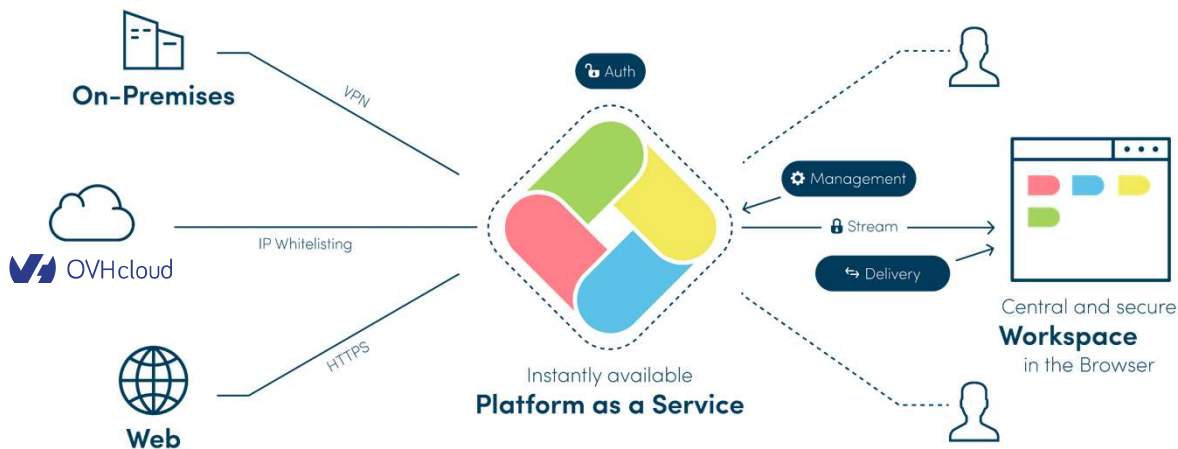 On-Premises
VPN
OVHcloud
IP Whitelisting
Web
HTTPS
Auth
Instantly available
Platform as a Service
Management
Stream
Delivery
Central and secure
Workspace
in the Browser